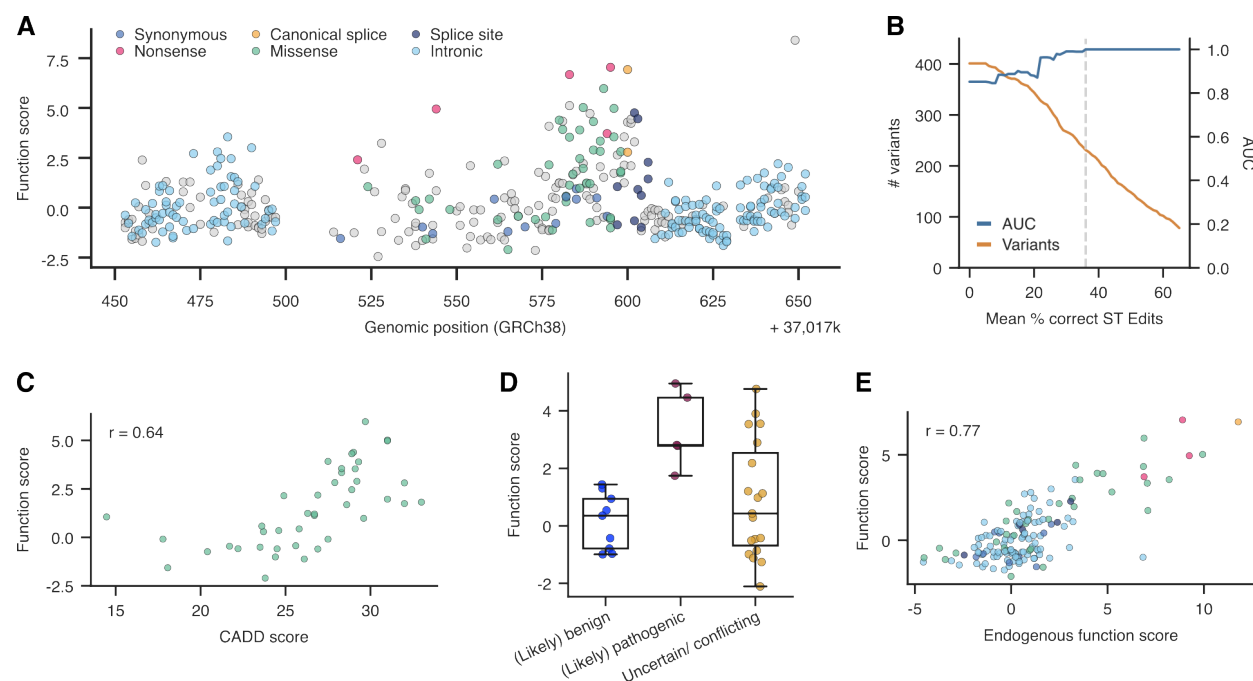 A
Synonymous
Canonical splice
Splice site
Nonsense
Missense
Intronic
Function score
7.5
5.0
2.5
0.0
-2.5
450 475 500 525 550 575 600 625 650
Genomic position (GRCh38)
+ 37,017k
B
# variants
400
300
200
100
0
AUC
Variants
1.0
0.8
0.6
0.4
0.2
0.0
AUC
0 20 40 60
Mean % correct ST Edits
C
r = 0.64
Function score
5.0
2.5
0.0
-2.5
15 20 25 30
CADD score
D
Function score
4
2
0
-2
(Likely) benign
(Likely) pathogenic
Uncertain/ conflicting
E
r = 0.77
Function score
5
0
-5 0 5 10
Endogenous function score